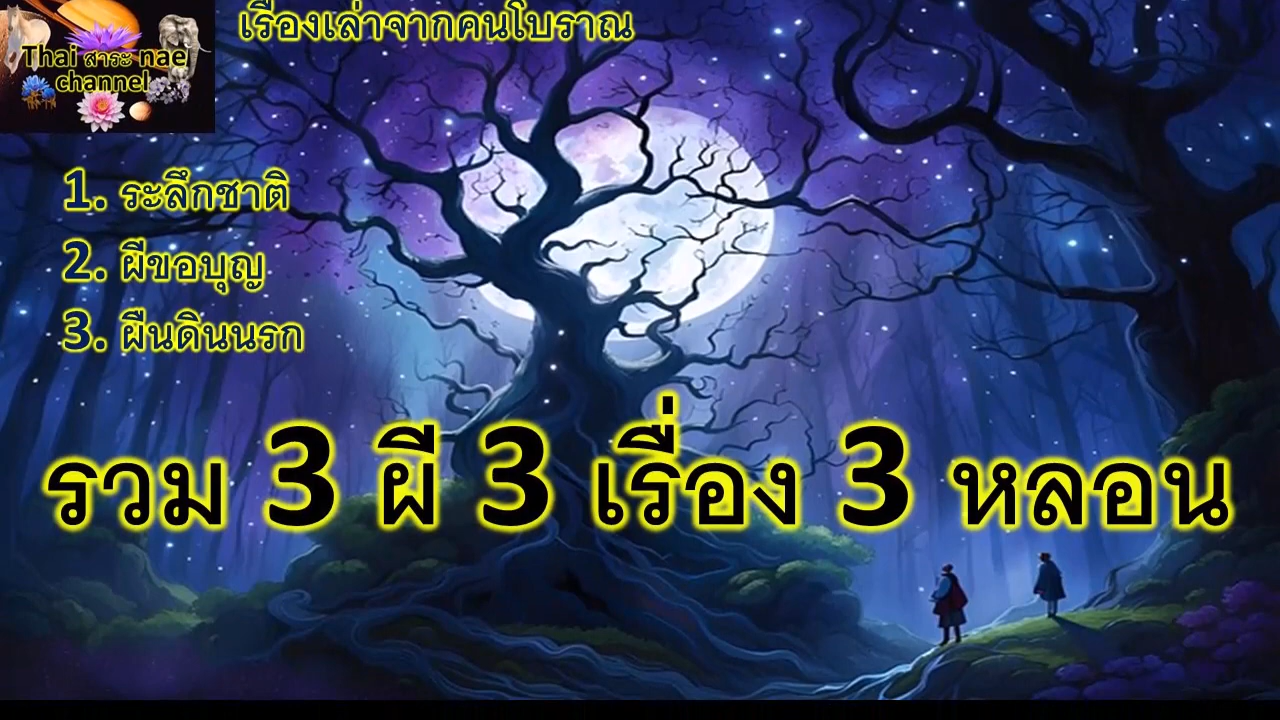 เรื่องเล่าจากคนโบราณ
Thai สาระ nae
channel
1. ระลึกชาติ
2. ผีขอบุญ
3. ผืนดินนรก
รวม 3 ผี 3 เรื่อง 3 หลอน